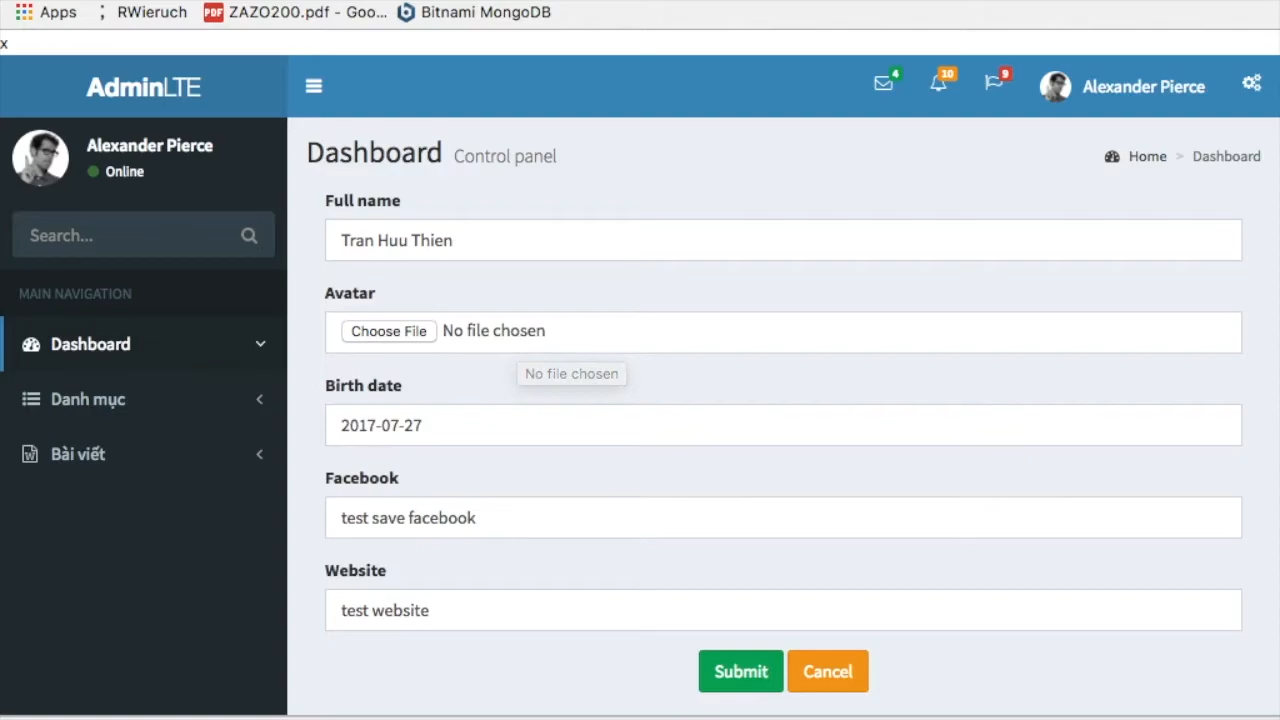 Apps ; RWieruch PDF ZAZO200.pdf - Goo... Bitnami MongoDB
x
AdminLTE
4 10 9 Alexander Pierce
Alexander Pierce
Online
Search...
MAIN NAVIGATION
Dashboard
Danh mục
Bài viết
Dashboard Control panel
Home > Dashboard
Full name
Tran Huu Thien
Avatar
Choose File No file chosen
No file chosen
Birth date
2017-07-27
Facebook
test save facebook
Website
test website
Submit Cancel